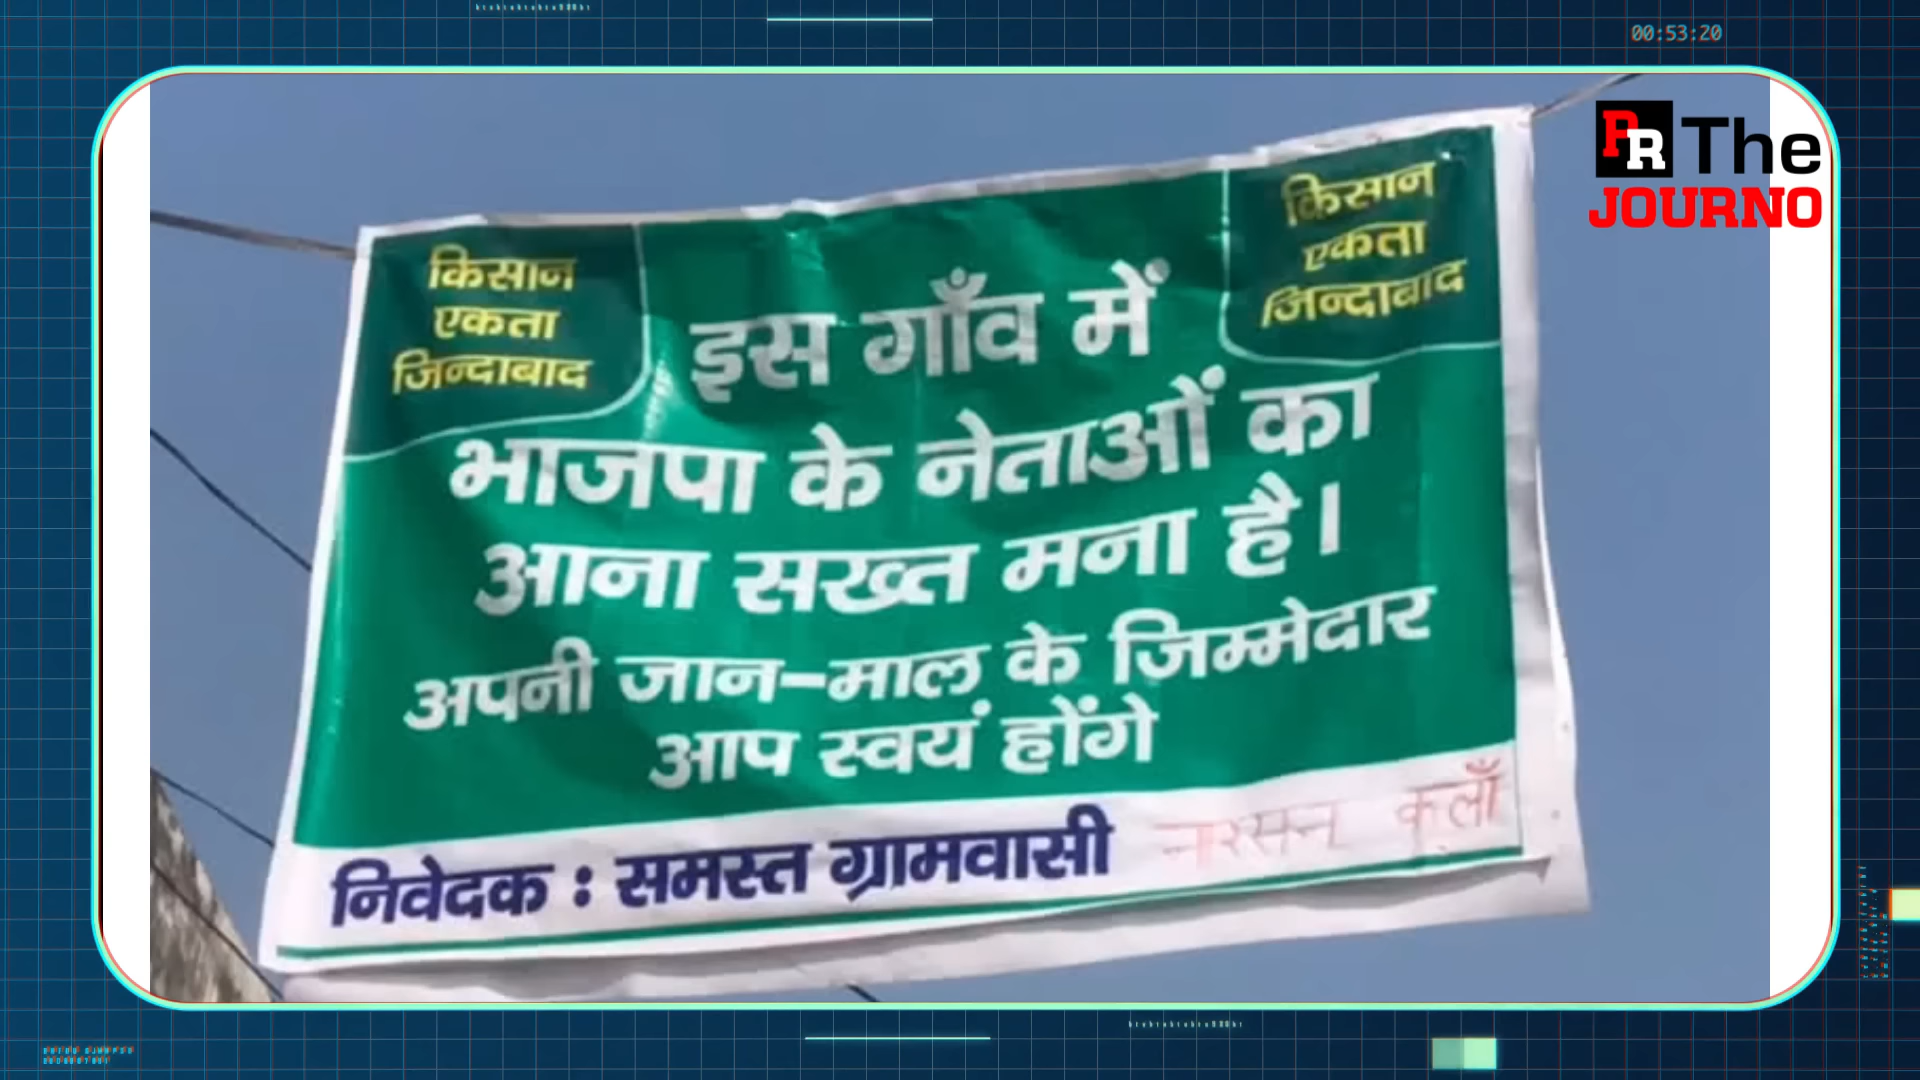 00:53:20
PR The
JOURNO
किसान
एकता
जिन्दाबाद
किसान
एकता
जिन्दाबाद
इस गाँव में
भाजपा के नेताओं का
आना सख्त मना है।
अपनी जान-माल के जिम्मेदार
आप स्वयं होंगे
निवेदक : समस्त ग्रामवासी नारसन कलाँ